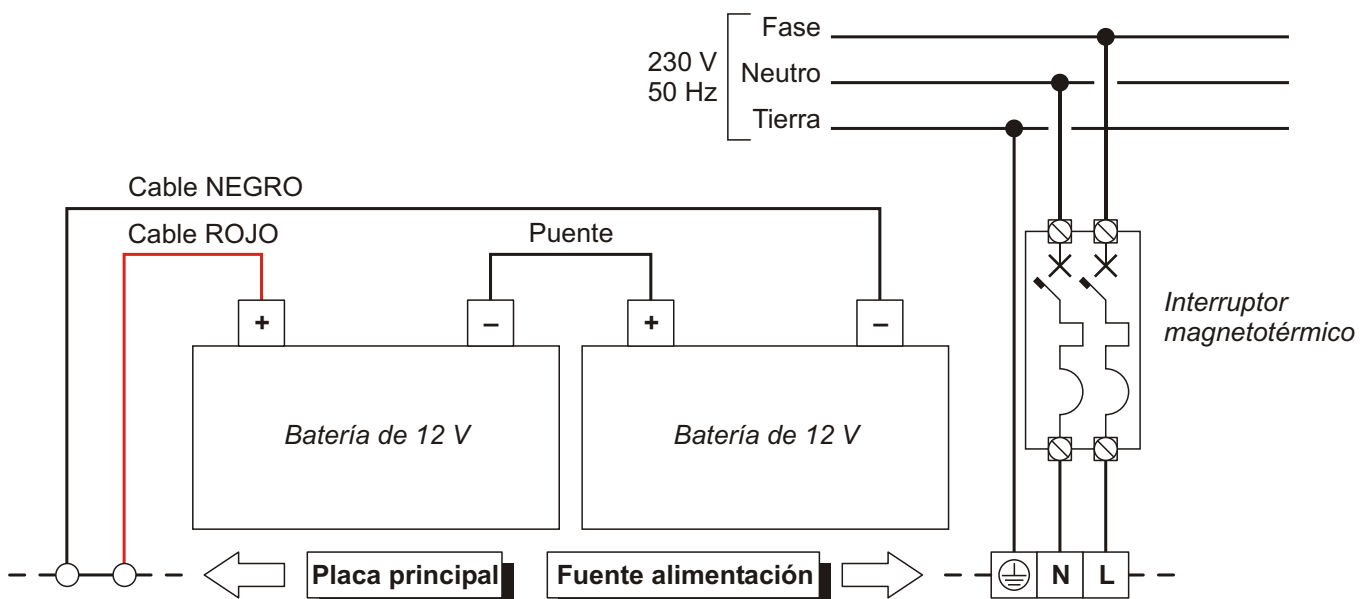 Fase
230 V
50 Hz
Neutro
Tierra
Cable NEGRO
Cable ROJO
Puente
+
–
+
–
Interruptor
magnetotérmico
Batería de 12 V
Batería de 12 V
Placa principal
Fuente alimentación
N
L